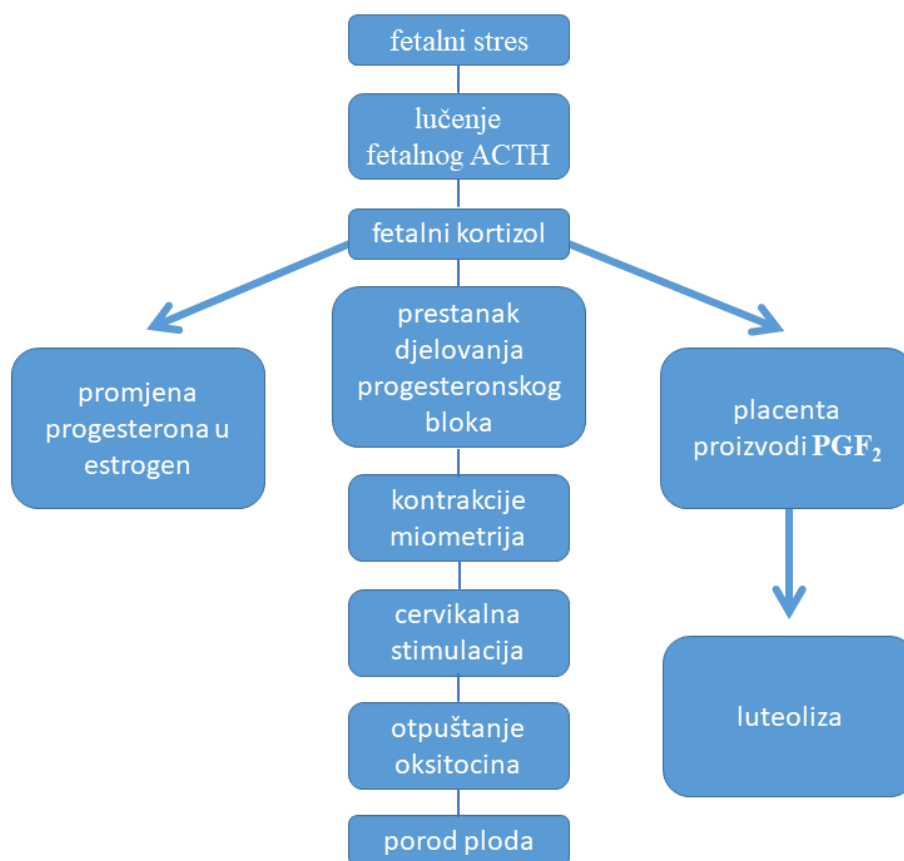 fetalni stres
lučenje
fetalnog ACTH
fetalni kortizol
prestanak
djelovanja
progesteronskog
bloka
promjena
progesterona u
estrogen
placenta
proizvodi PGF₂
kontrakcije
miometrija
cervikalna
stimulacija
luteoliza
otpuštanje
oksitocina
porod ploda